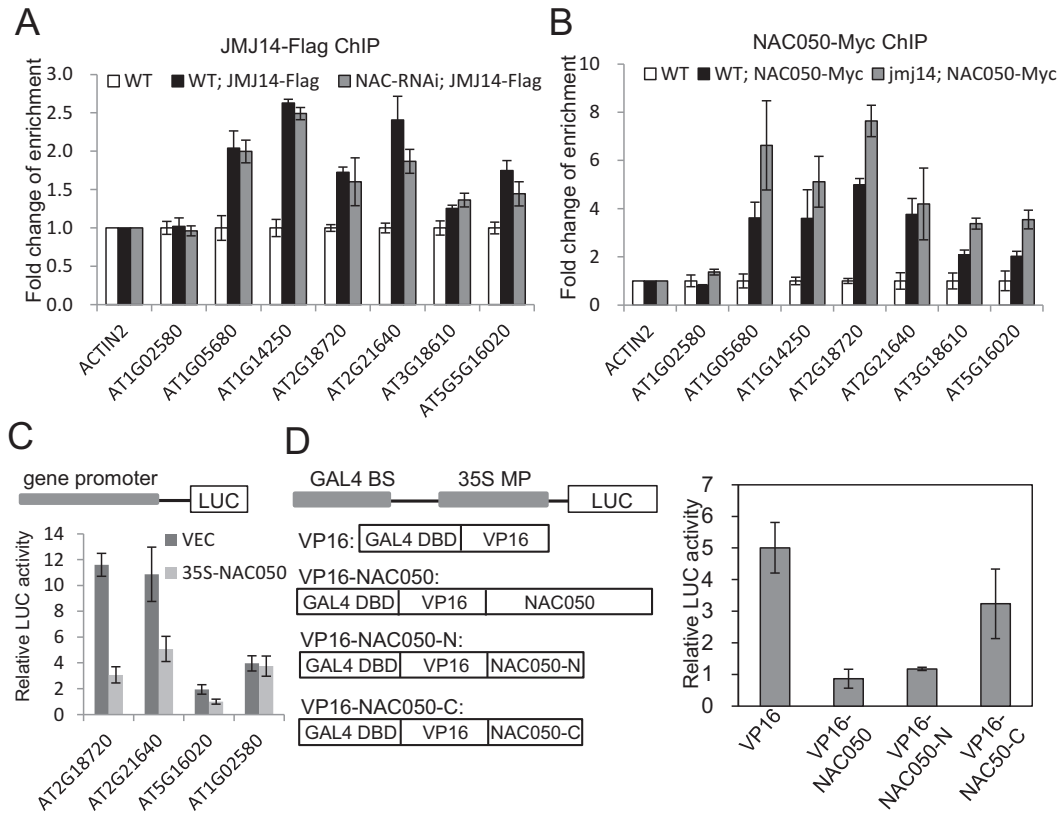 A
JMJ14-Flag ChIP
Fold change of enrichment
3.0
2.5
2.0
1.5
1.0
0.5
0.0
WT
WT; JMJ14-Flag
NAC-RNAi; JMJ14-Flag
ACTIN2
AT1G02580
AT1G05680
AT1G14250
AT2G18720
AT2G21640
AT3G18610
AT5G5G16020
B
NAC050-Myc ChIP
Fold change of enrichment
10
8
6
4
2
0
WT
WT; NAC050-Myc
jmj14; NAC050-Myc
ACTIN2
AT1G02580
AT1G05680
AT1G14250
AT2G18720
AT2G21640
AT3G18610
AT5G16020
C
gene promoter
LUC
Relative LUC activity
14
12
10
8
6
4
2
0
VEC
35S-NAC050
AT2G18720
AT2G21640
AT5G16020
AT1G02580
D
GAL4 BS
35S MP
LUC
VP16:
GAL4 DBD
VP16
VP16-NAC050:
GAL4 DBD
VP16
NAC050
VP16-NAC050-N:
GAL4 DBD
VP16
NAC050-N
VP16-NAC050-C:
GAL4 DBD
VP16
NAC050-C
Relative LUC activity
7
6
5
4
3
2
1
0
VP16
VP16-
NAC050
VP16-
NAC050-N
VP16-
NAC50-C